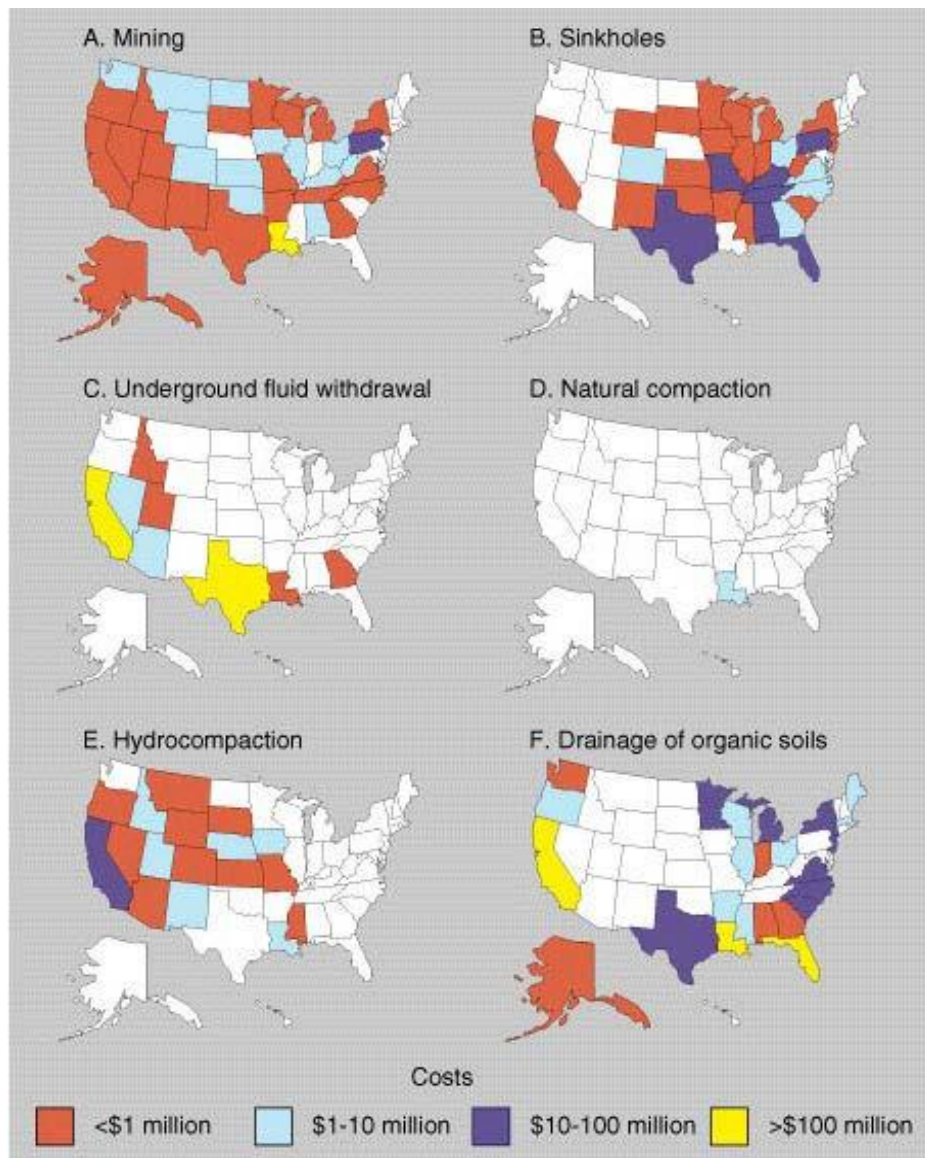 A. Mining
B. Sinkholes
C. Underground fluid withdrawal
D. Natural compaction
E. Hydrocompaction
F. Drainage of organic soils
Costs
<$1 million
$1-10 million
$10-100 million
>$100 million